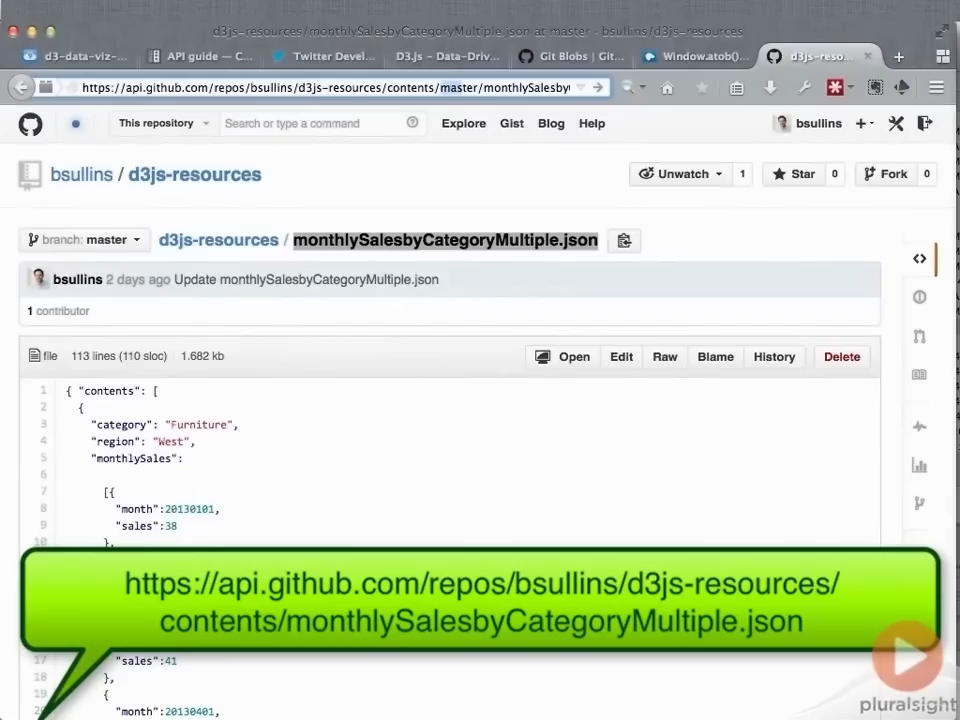 d3js-resources/monthlySalesbyCategoryMultiple.json at master · bsullins/d3js-resources
d3-data-viz-...
API guide — C...
Twitter Devel...
D3.js - Data-Driv...
Git Blobs | Git...
Window.atob()...
d3js-reso...
https://api.github.com/repos/bsullins/d3js-resources/contents/master/monthlySalesby
This repository
Search or type a command
Explore Gist Blog Help
bsullins
bsullins / d3js-resources
Unwatch 1
Star 0
Fork 0
branch: master
d3js-resources / monthlySalesbyCategoryMultiple.json
bsullins 2 days ago Update monthlySalesbyCategoryMultiple.json
1 contributor
file 113 lines (110 sloc) 1.682 kb
Open Edit Raw Blame History Delete
1 { "contents": [
2 {
3 "category": "Furniture",
4 "region": "West",
5 "monthlySales":
6
7 [{
8 "month":20130101,
9 "sales":38
10 },
https://api.github.com/repos/bsullins/d3js-resources/
contents/monthlySalesbyCategoryMultiple.json
17 "sales":41
18 },
19 {
20 "month":20130401,
pluralsight